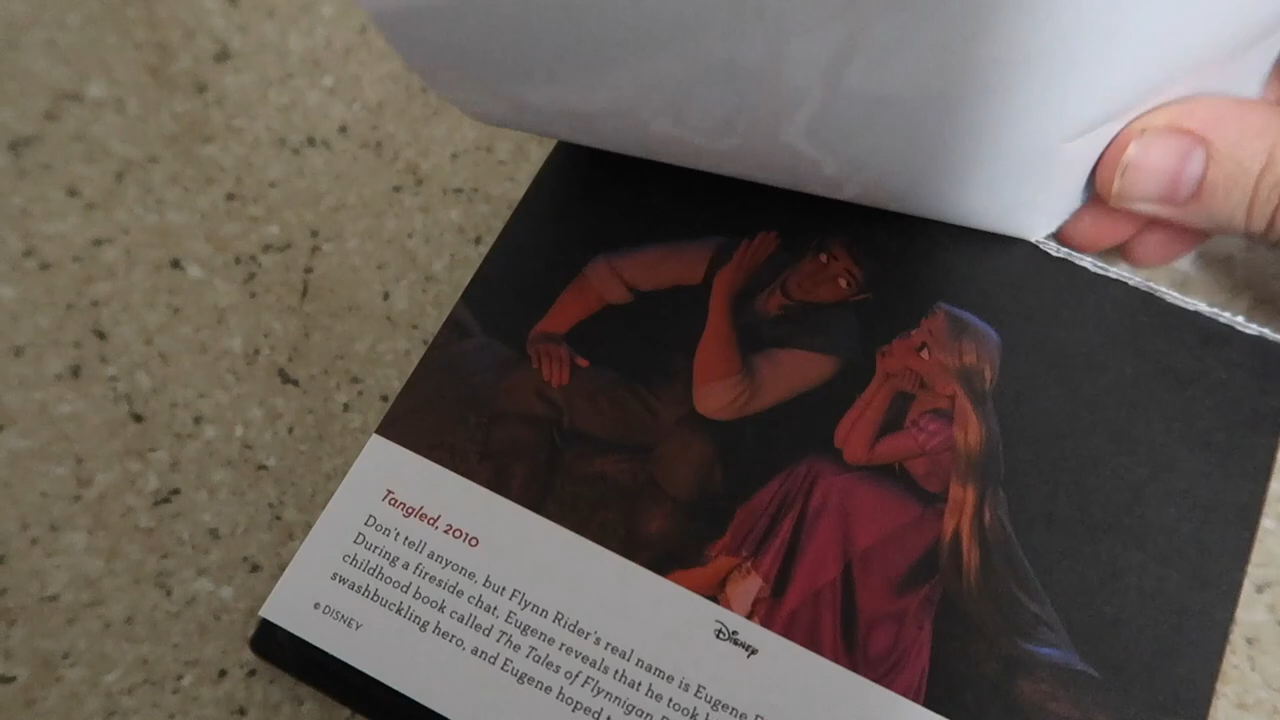 Tangled, 2010
Don't tell anyone, but Flynn Rider's real name is Eugene
During a fireside chat, Eugene reveals that he took
childhood book called The Tales of Flynnigan
swashbuckling hero, and Eugene hoped
© DISNEY
Disney